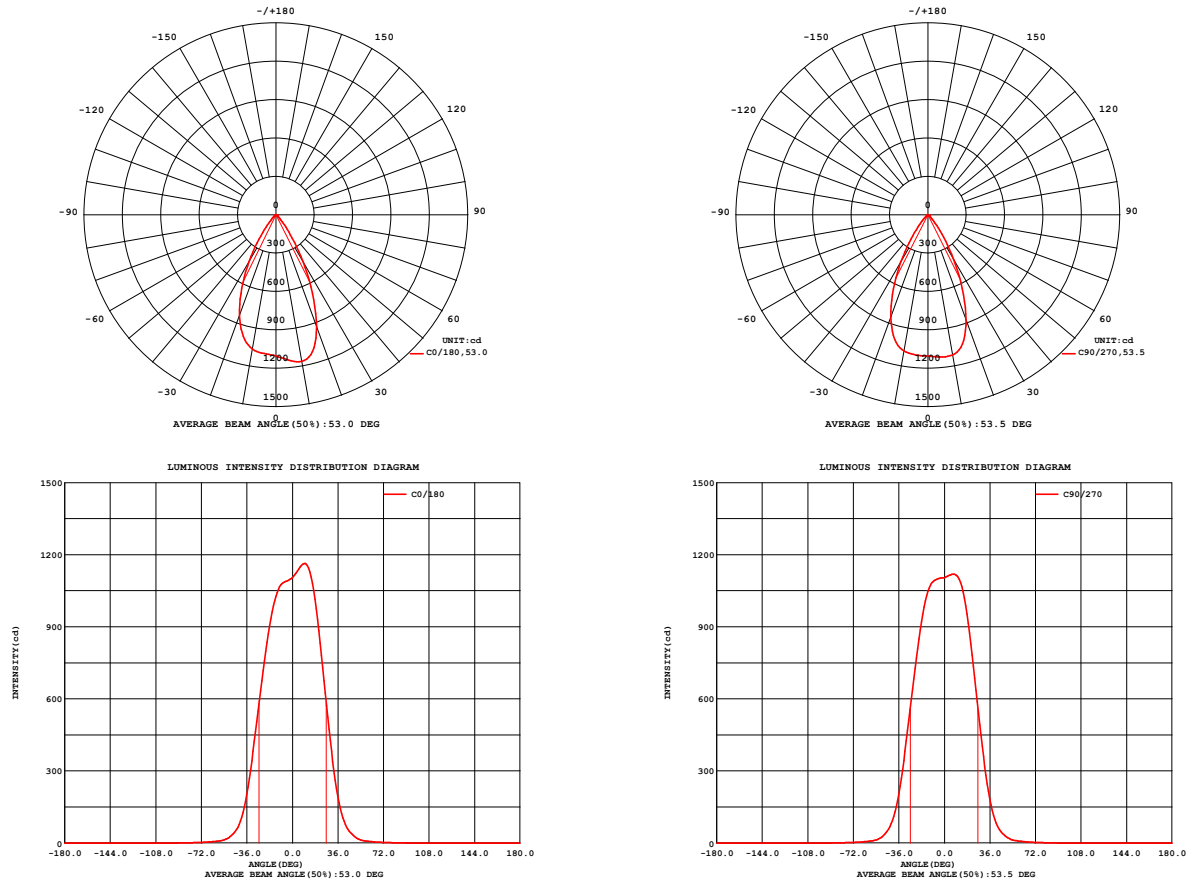 -/+180
-150 150
-120 120
-90 90
-60 60
-30 30
0
300
600
900
1200
1500
0
UNIT:cd
C0/180,53.0
AVERAGE BEAM ANGLE(50%):53.0 DEG
-/+180
-150 150
-120 120
-90 90
-60 60
-30 30
0
300
600
900
1200
1500
0
UNIT:cd
C90/270,53.5
AVERAGE BEAM ANGLE(50%):53.5 DEG
LUMINOUS INTENSITY DISTRIBUTION DIAGRAM
C0/180
INTENSITY(cd)
1500
1200
900
600
300
0
-180.0 -144.0 -108.0 -72.0 -36.0 0.0 36.0 72.0 108.0 144.0 180.0
ANGLE(DEG)
AVERAGE BEAM ANGLE(50%):53.0 DEG
LUMINOUS INTENSITY DISTRIBUTION DIAGRAM
C90/270
INTENSITY(cd)
1500
1200
900
600
300
0
-180.0 -144.0 -108.0 -72.0 -36.0 0.0 36.0 72.0 108.0 144.0 180.0
ANGLE(DEG)
AVERAGE BEAM ANGLE(50%):53.5 DEG